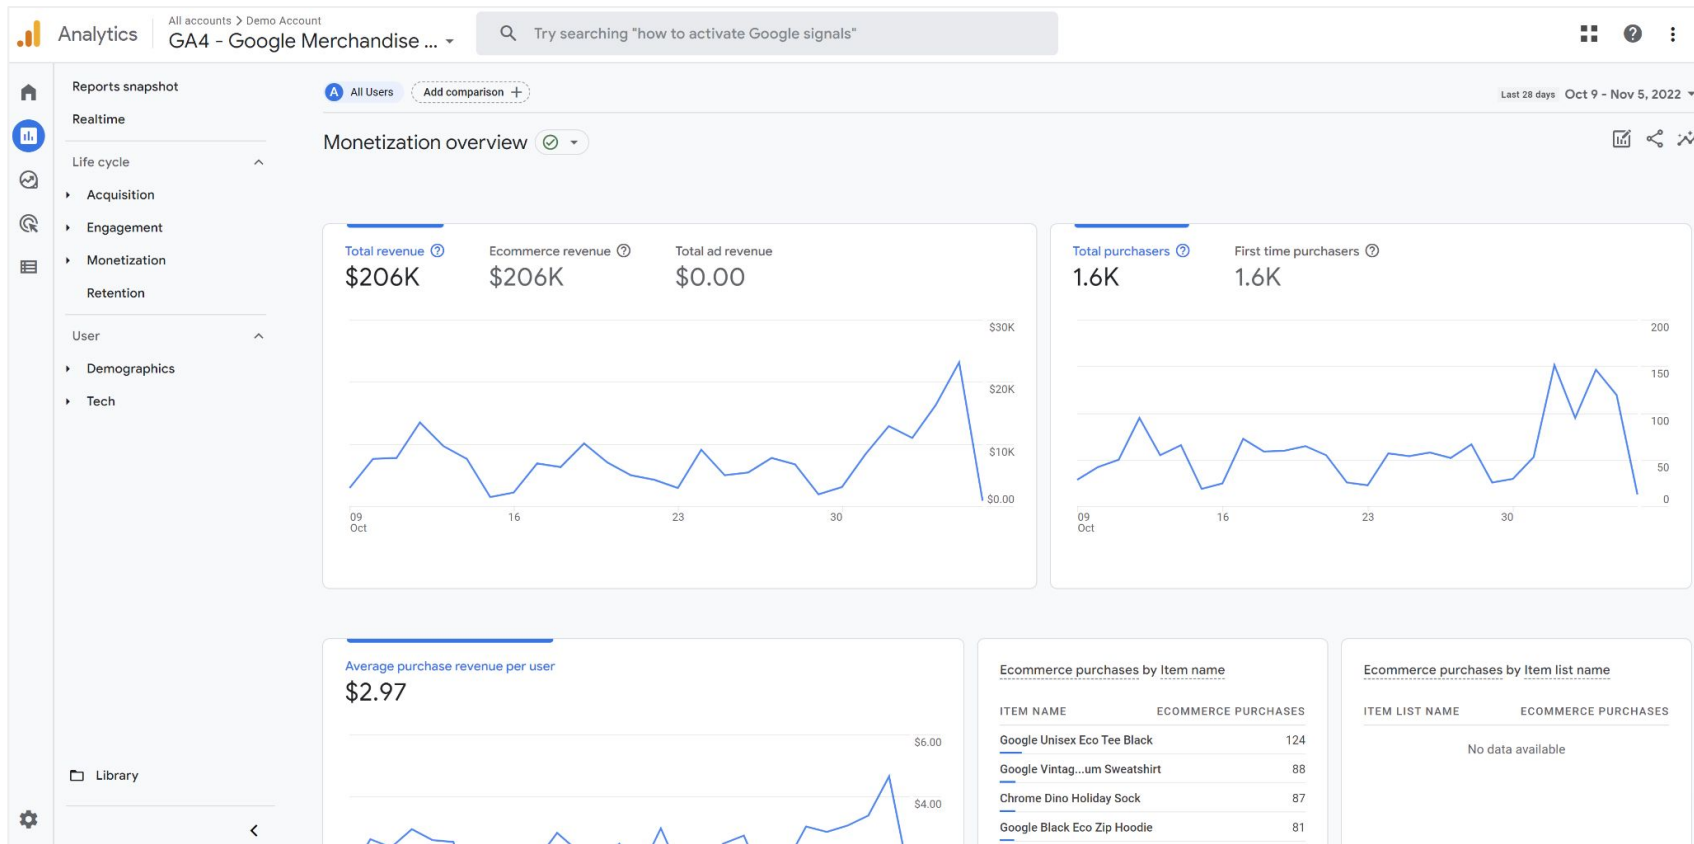 Analytics
All accounts > Demo Account
GA4 - Google Merchandise ...
Try searching "how to activate Google signals"
Reports snapshot
Realtime
Life cycle
Acquisition
Engagement
Monetization
Retention
User
Demographics
Tech
Library
A All Users
Add comparison +
Last 28 days Oct 9 - Nov 5, 2022
Monetization overview
Total revenue
$206K
Ecommerce revenue
$206K
Total ad revenue
$0.00
$30K
$20K
$10K
$0.00
09 16 23 30
Oct
Total purchasers
1.6K
First time purchasers
1.6K
200
150
100
50
0
09 16 23 30
Oct
Average purchase revenue per user
$2.97
$6.00
$4.00
Ecommerce purchases by Item name
ITEM NAME ECOMMERCE PURCHASES
Google Unisex Eco Tee Black 124
Google Vintag...um Sweatshirt 88
Chrome Dino Holiday Sock 87
Google Black Eco Zip Hoodie 81
Ecommerce purchases by Item list name
ITEM LIST NAME ECOMMERCE PURCHASES
No data available